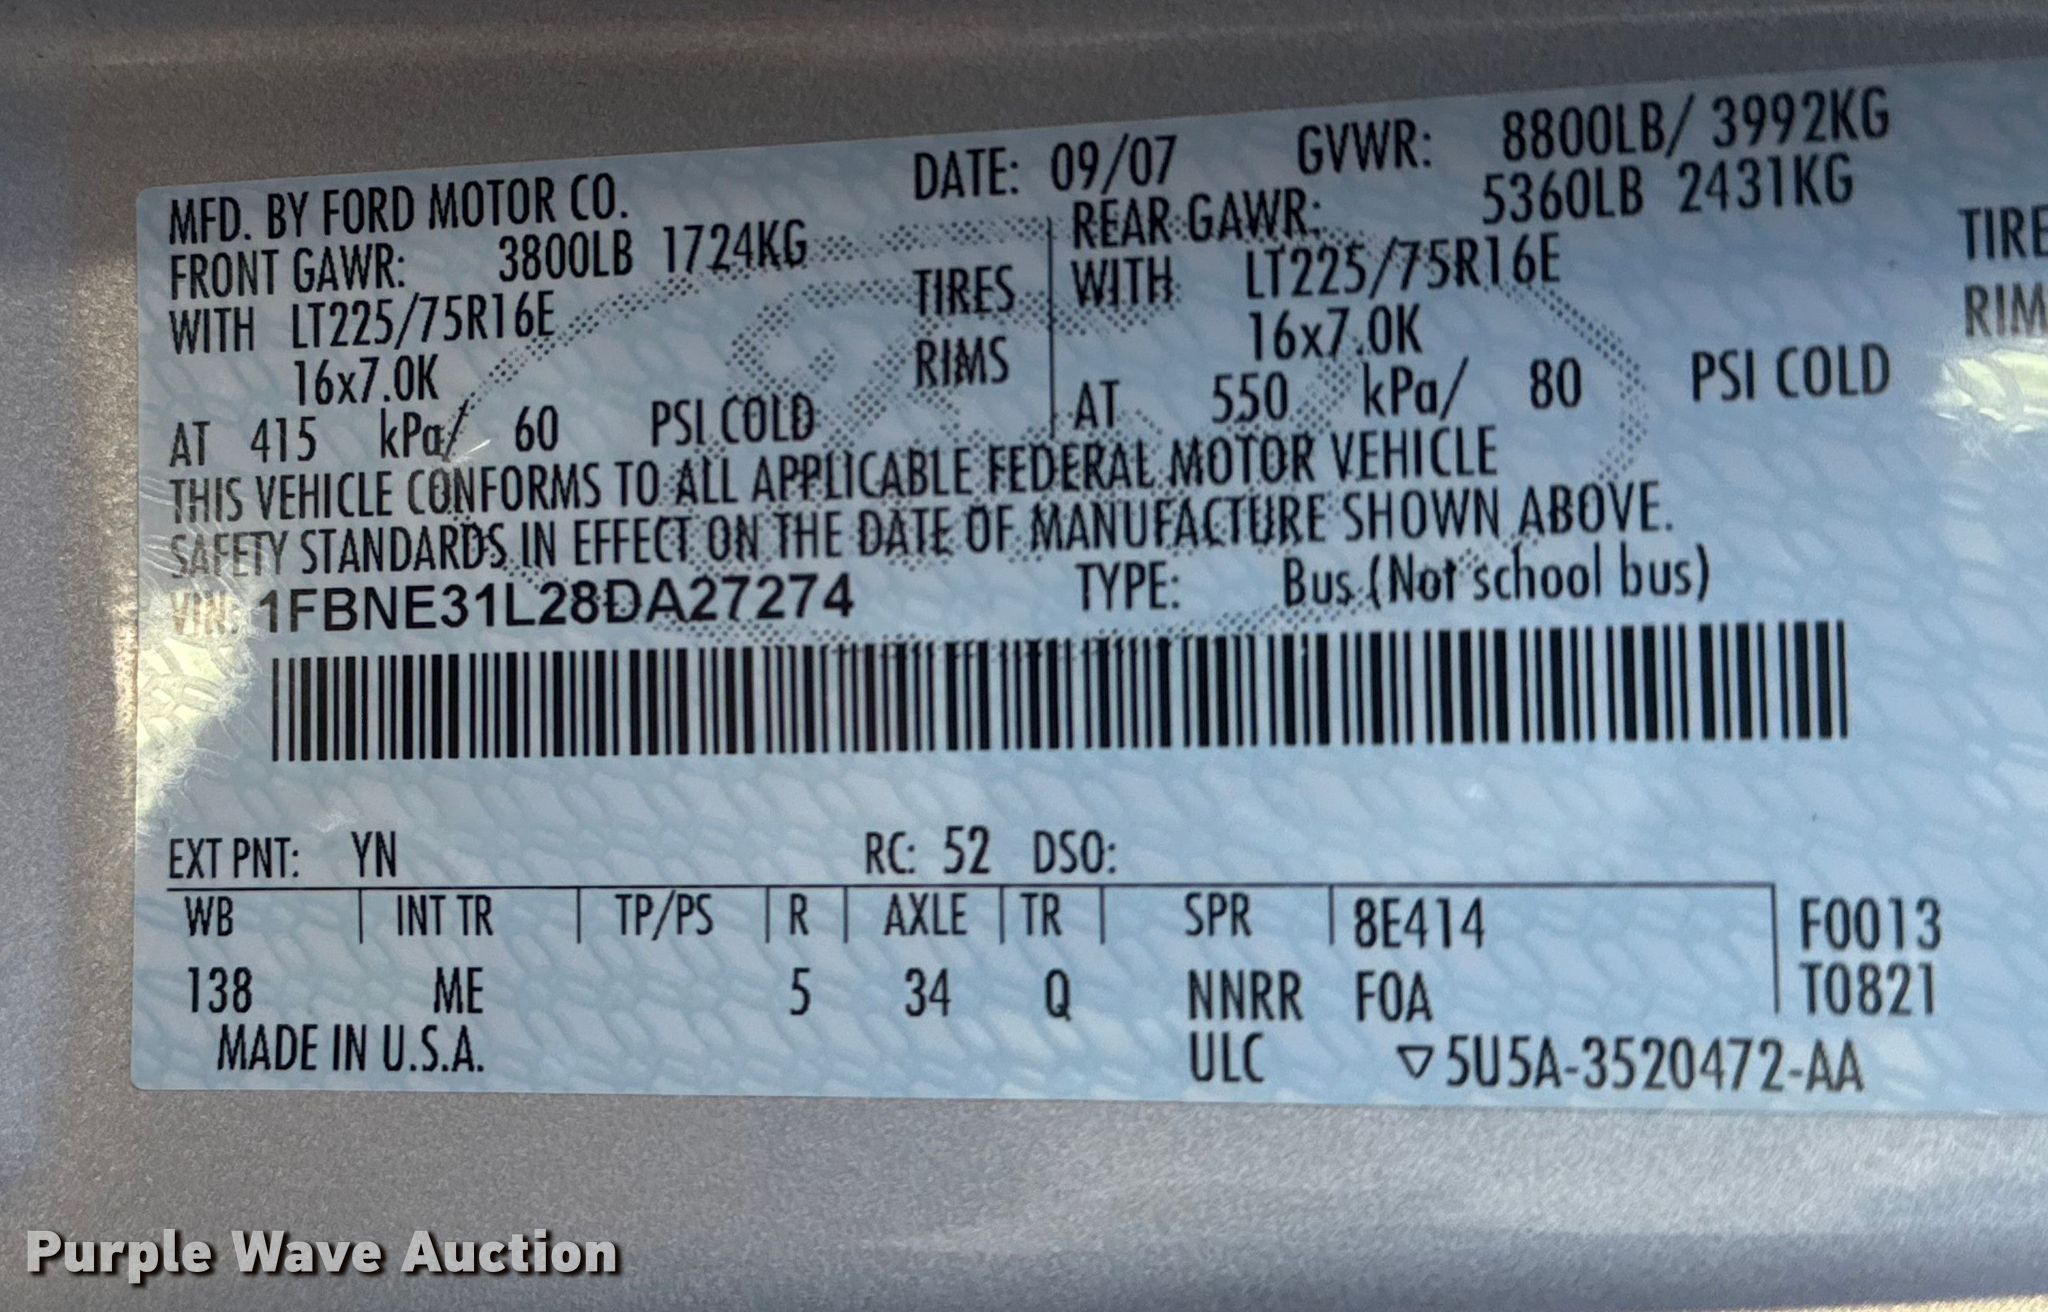 MFD. BY FORD MOTOR CO. DATE: 09/07 GVWR: 8800LB/ 3992KG
FRONT GAWR: 3800LB 1724KG REAR GAWR: 5360LB 2431KG
WITH LT225/75R16E TIRES WITH LT225/75R16E TIRE
16x7.0K RIMS 16x7.0K RIM
AT 415 kPa/ 60 PSI COLD AT 550 kPa/ 80 PSI COLD
THIS VEHICLE CONFORMS TO ALL APPLICABLE FEDERAL MOTOR VEHICLE
SAFETY STANDARDS IN EFFECT ON THE DATE OF MANUFACTURE SHOWN ABOVE.
VIN: 1FBNE31L28DA27274 TYPE: Bus (Not school bus)
EXT PNT: YN RC: 52 DSO:
WB INT TR TP/PS R AXLE TR SPR 8E414 F0013
138 ME 5 34 Q NNRR FOA T0821
MADE IN U.S.A. ULC ▽5U5A-3520472-AA
Purple Wave Auction